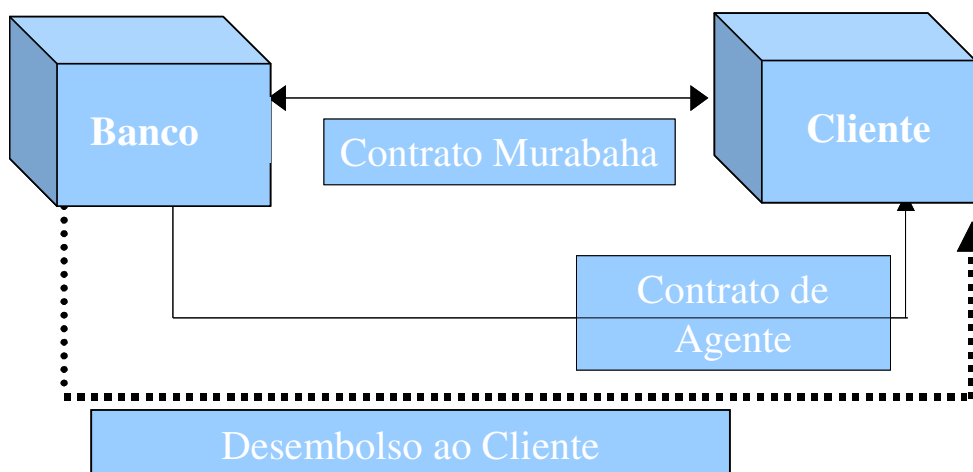 Banco
Cliente
Contrato Murabaha
Contrato de
Agente
Desembolso ao Cliente